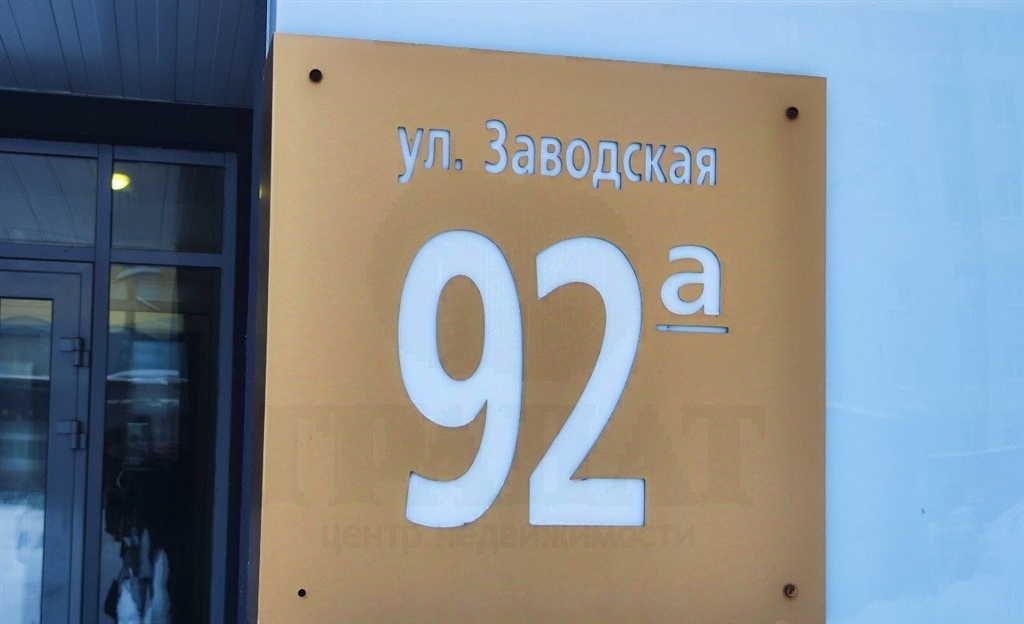 ул. Заводская
92а
центр недвижимости